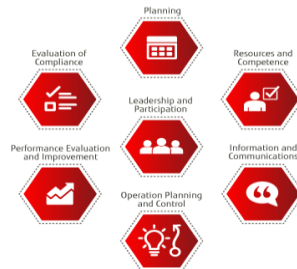 Planning
Evaluation of
Compliance
Resources and
Competence
Leadership and
Participation
Performance Evaluation
and Improvement
Information and
Communications
Operation Planning
and Control